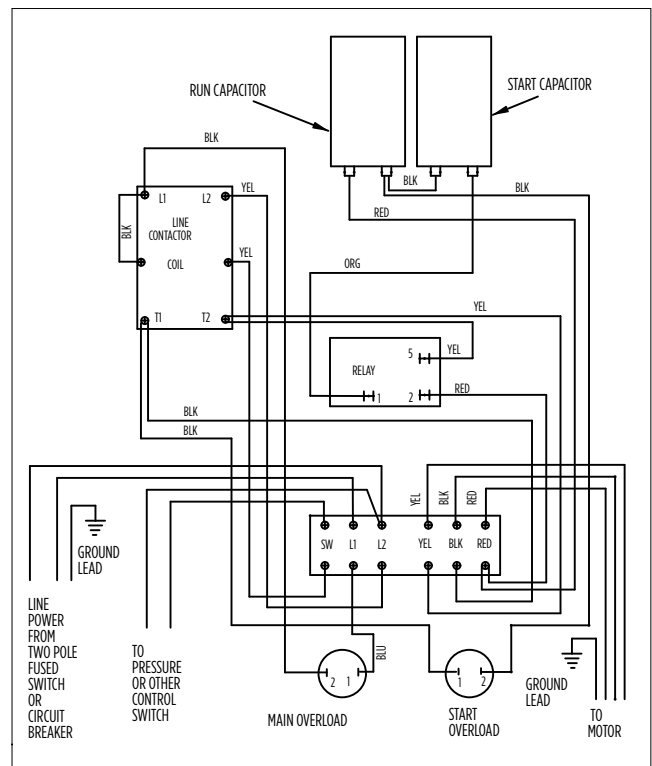 RUN CAPACITOR
START CAPACITOR
BLK
BLK
BLK
RED
L1
L2
YEL
LINE
CONTACTOR
BLK
COIL
YEL
ORG
T1
T2
YEL
5
YEL
RELAY
1
2
RED
BLK
BLK
YEL
BLK
RED
SW
L1
L2
YEL
BLK
RED
GROUND
LEAD
LINE
POWER
FROM
TWO POLE
FUSED
SWITCH
OR
CIRCUIT
BREAKER
TO
PRESSURE
OR OTHER
CONTROL
SWITCH
BLU
2
1
MAIN OVERLOAD
1
2
START
OVERLOAD
GROUND
LEAD
TO
MOTOR